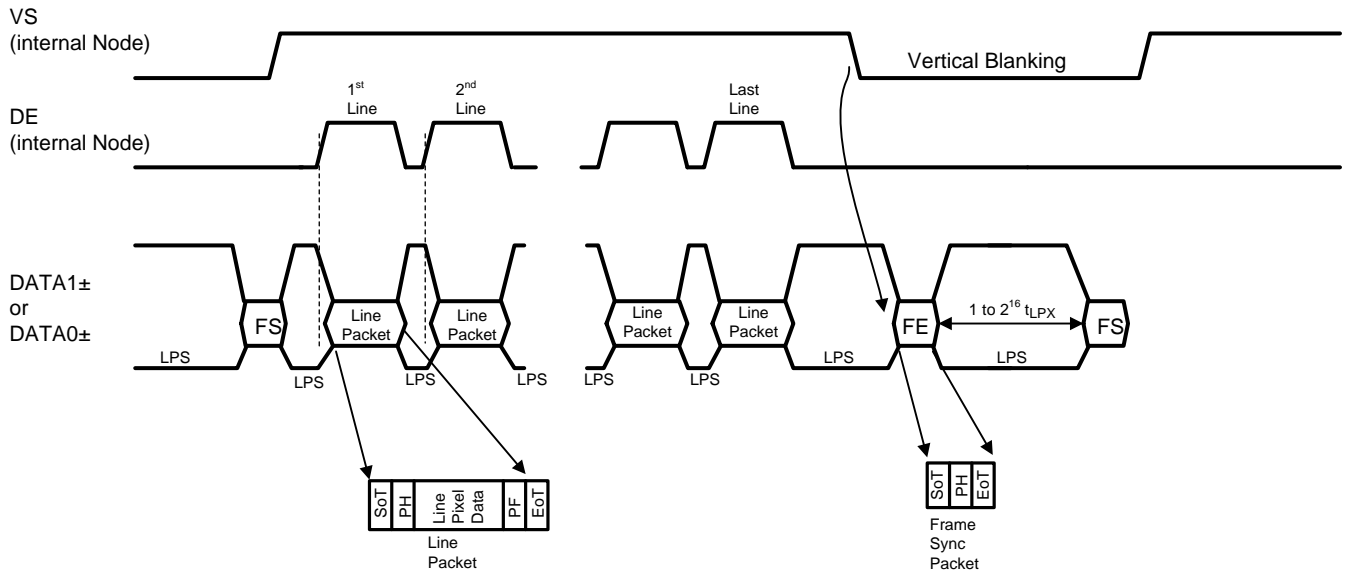 VS
(internal Node)
Vertical Blanking
1st
Line
2nd
Line
Last
Line
DE
(internal Node)
DATA1±
or
DATA0±
LPS
FS
LPS
Line
Packet
LPS
Line
Packet
LPS
LPS
Line
Packet
LPS
Line
Packet
LPS
FE
1 to 2^16 tLPX
LPS
FS
SoT
PH
Line
Pixel
Data
PF
EoT
Line
Packet
SoT
PH
EoT
Frame
Sync
Packet